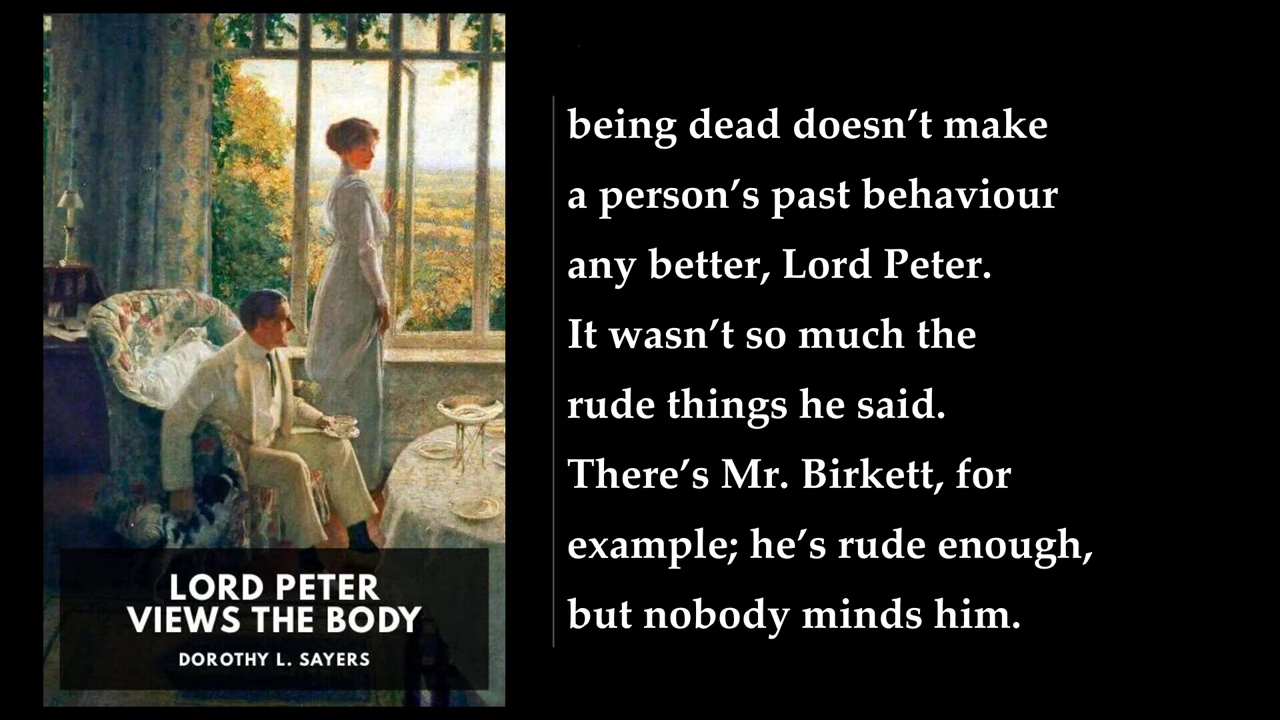 LORD PETER
VIEWS THE BODY
DOROTHY L. SAYERS
being dead doesn’t make
a person’s past behaviour
any better, Lord Peter.
It wasn’t so much the
rude things he said.
There’s Mr. Birkett, for
example; he’s rude enough,
but nobody minds him.